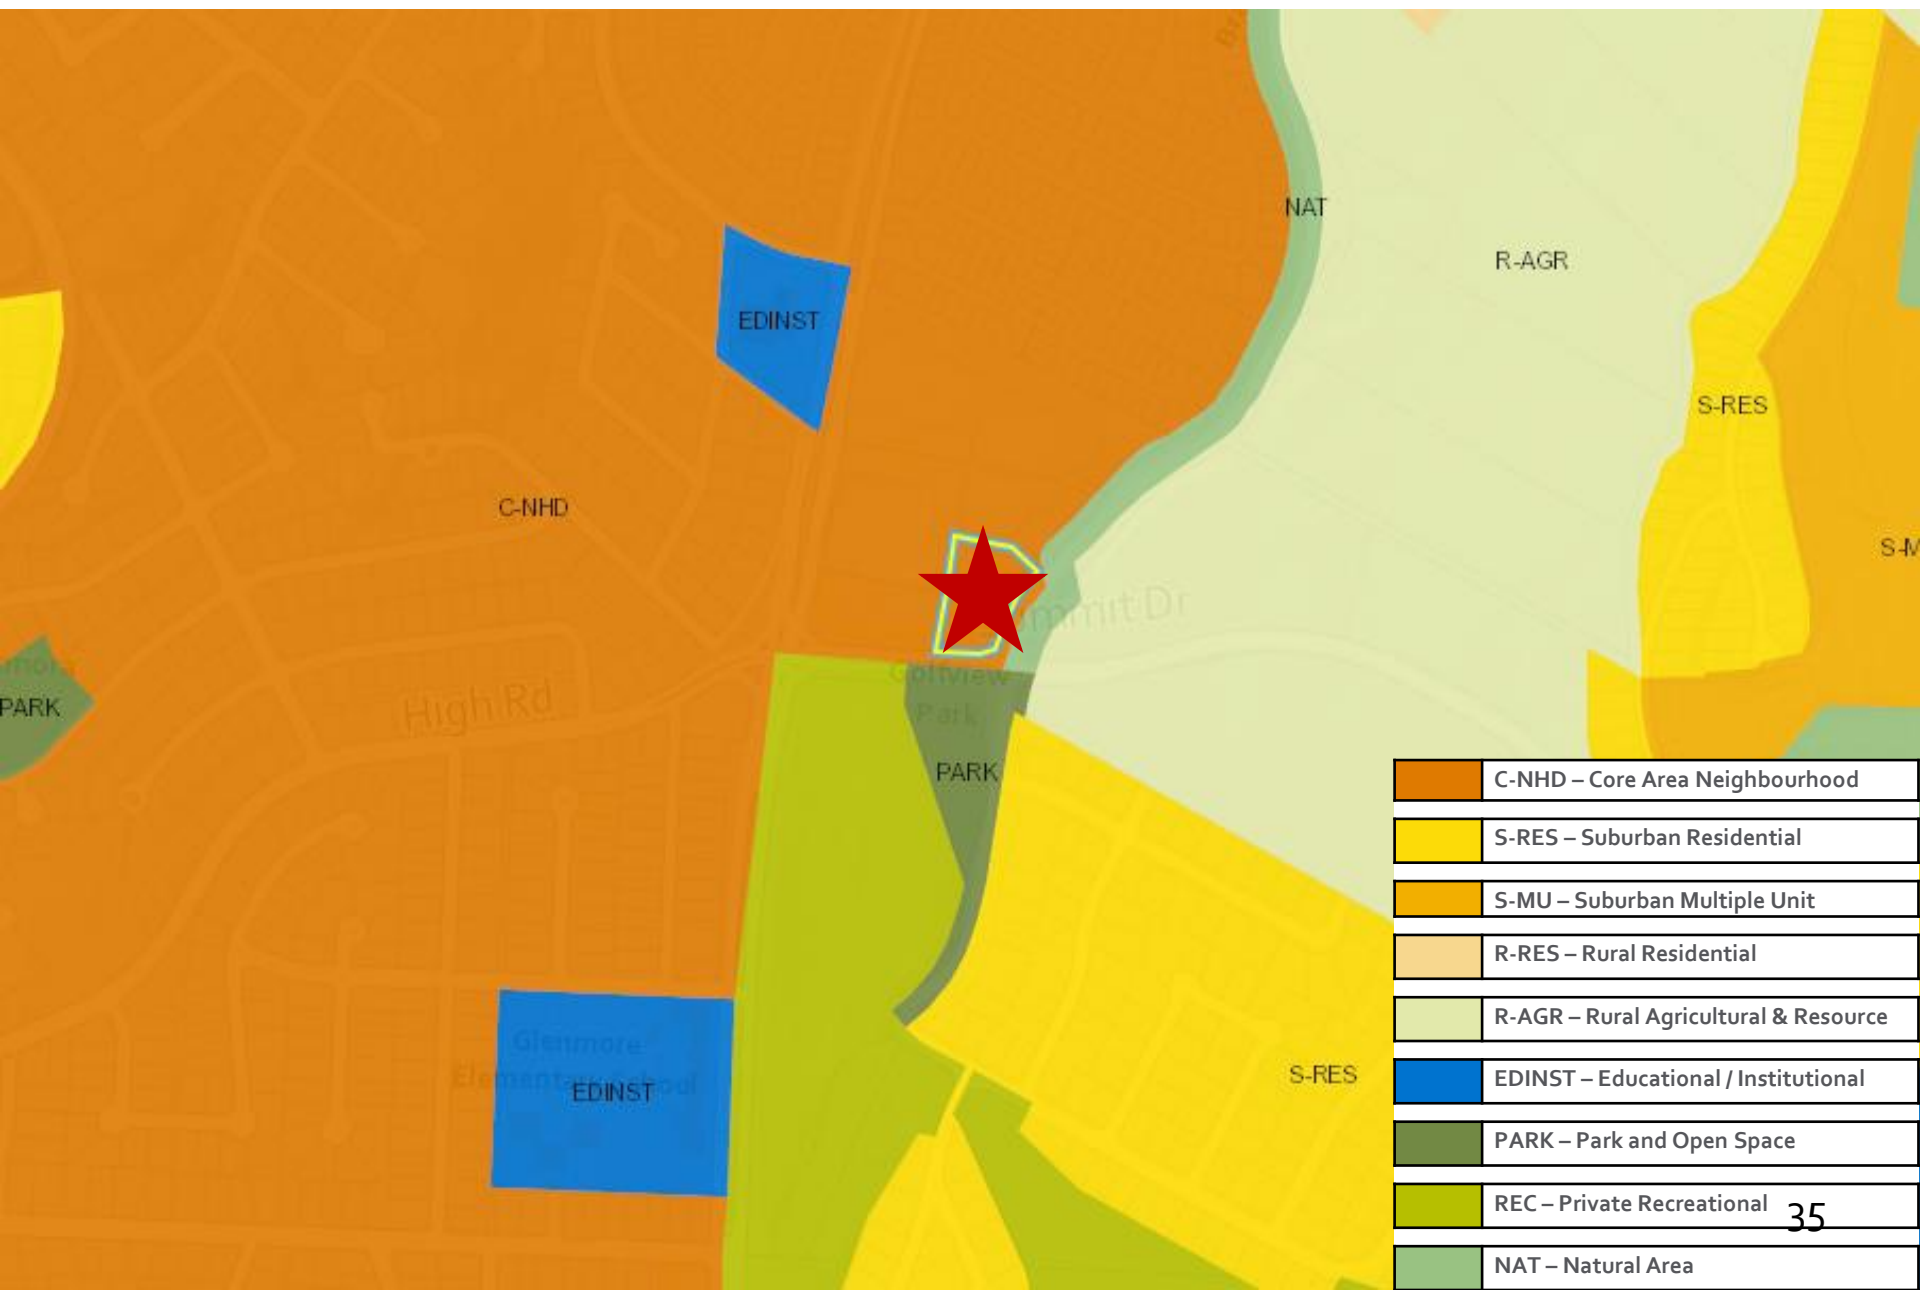 NAT
R-AGR
EDINST
S-RES
C-NHD
High Rd
Golfview
Park
PARK
PARK
Glenmore
Elementary School
EDINST
S-RES
C-NHD – Core Area Neighbourhood
S-RES – Suburban Residential
S-MU – Suburban Multiple Unit
R-RES – Rural Residential
R-AGR – Rural Agricultural & Resource
EDINST – Educational / Institutional
PARK – Park and Open Space
REC – Private Recreational
35
NAT – Natural Area